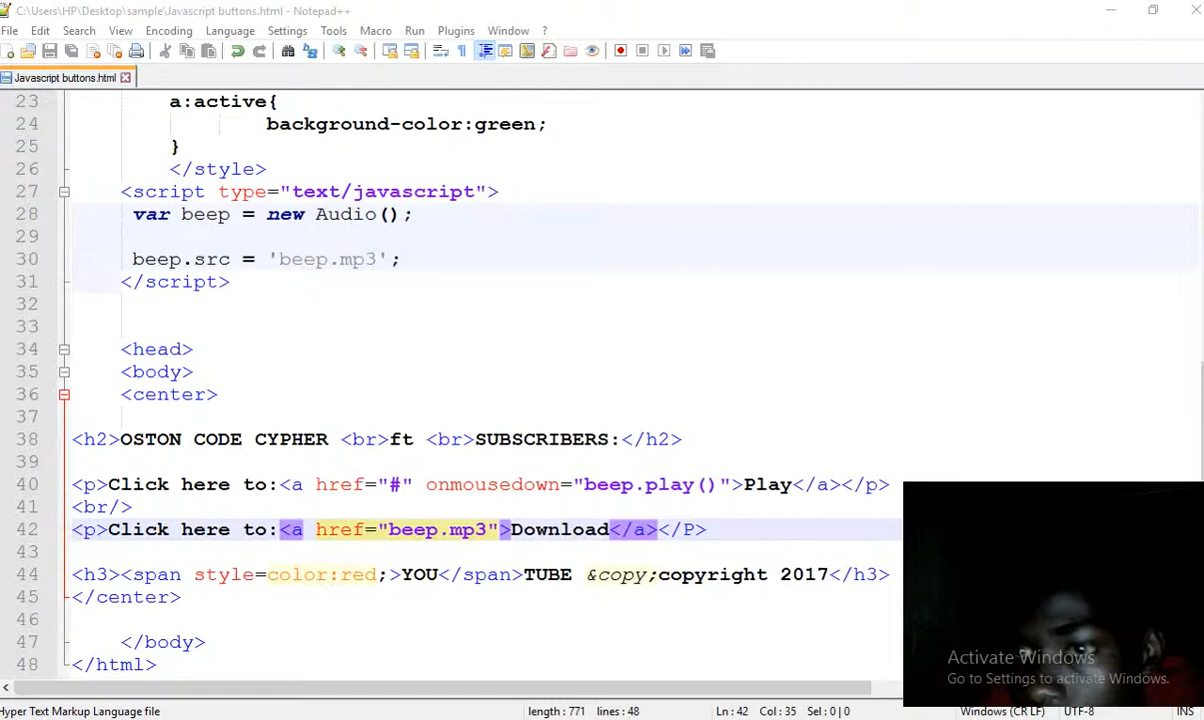 C:\Users\HP\Desktop\sample\Javascript buttons.html - Notepad++
File Edit Search View Encoding Language Settings Tools Macro Run Plugins Window ?
Javascript buttons.html
23 a:active{
24 background-color:green;
25 }
26 </style>
27 <script type="text/javascript">
28 var beep = new Audio();
29
30 beep.src = 'beep.mp3';
31 </script>
32
33
34 <head>
35 <body>
36 <center>
37
38 <h2>OSTON CODE CYPHER <br>ft <br>SUBSCRIBERS:</h2>
39
40 <p>Click here to:<a href="#" onmousedown="beep.play()">Play</a></p>
41 <br/>
42 <p>Click here to:<a href="beep.mp3">Download</a></P>
43
44 <h3><span style=color:red;>YOU</span>TUBE &copy;copyright 2017</h3>
45 </center>
46
47 </body>
48 </html>
Activate Windows
Go to Settings to activate Windows.
Hyper Text Markup Language file length : 771 lines : 48 Ln : 42 Col : 35 Sel : 0 | 0 Windows (CR LF) UTF-8 INS